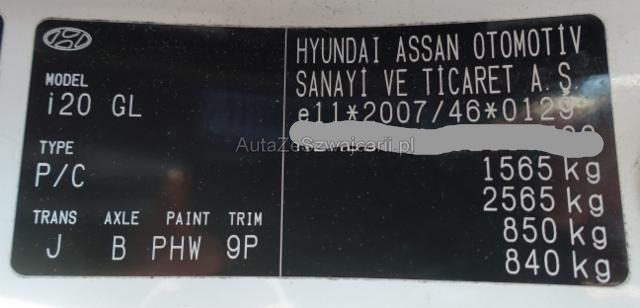 MODEL
i20 GL
TYPE
P/C
TRANS AXLE PAINT TRIM
J B PHW 9P
HYUNDAI ASSAN OTOMOTİV
SANAYİ VE TİCARET A.Ş.
e11*2007/46*0129*
1565 kg
2565 kg
850 kg
840 kg
AutaZeSzwajcarii.pl